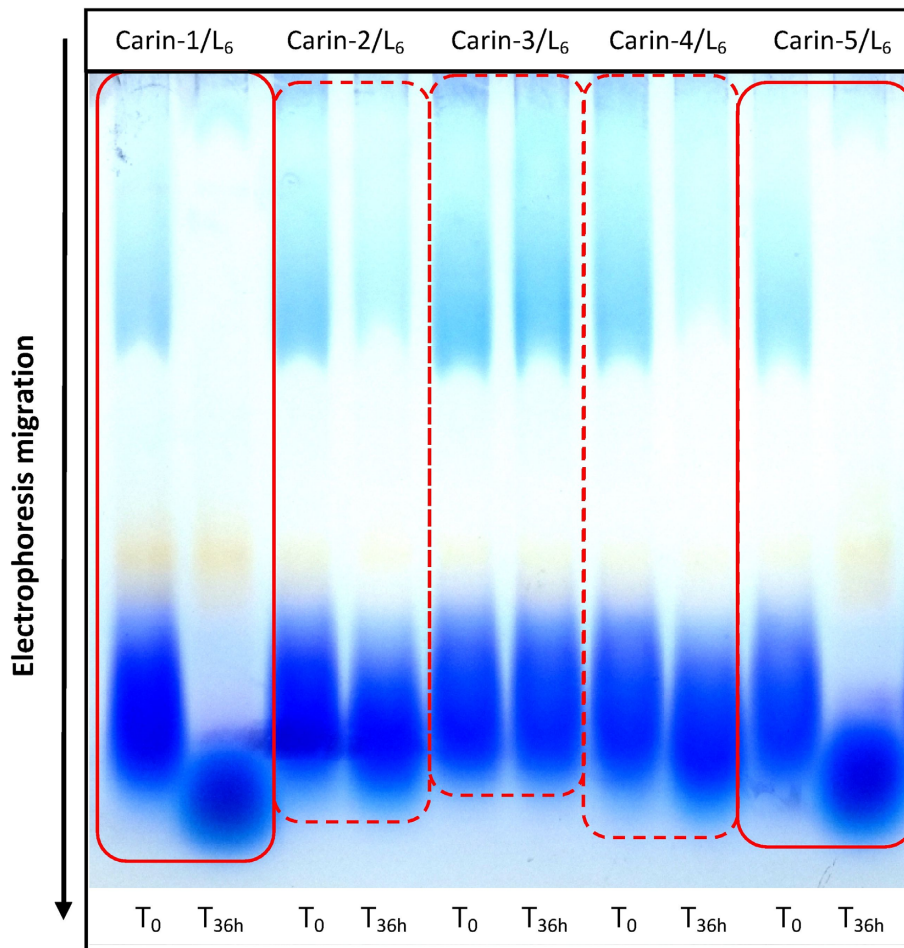 Carin-1/L₆ Carin-2/L₆ Carin-3/L₆ Carin-4/L₆ Carin-5/L₆
Electrophoresis migration
T₀ T₃₆ₕ T₀ T₃₆ₕ T₀ T₃₆ₕ T₀ T₃₆ₕ T₀ T₃₆ₕ